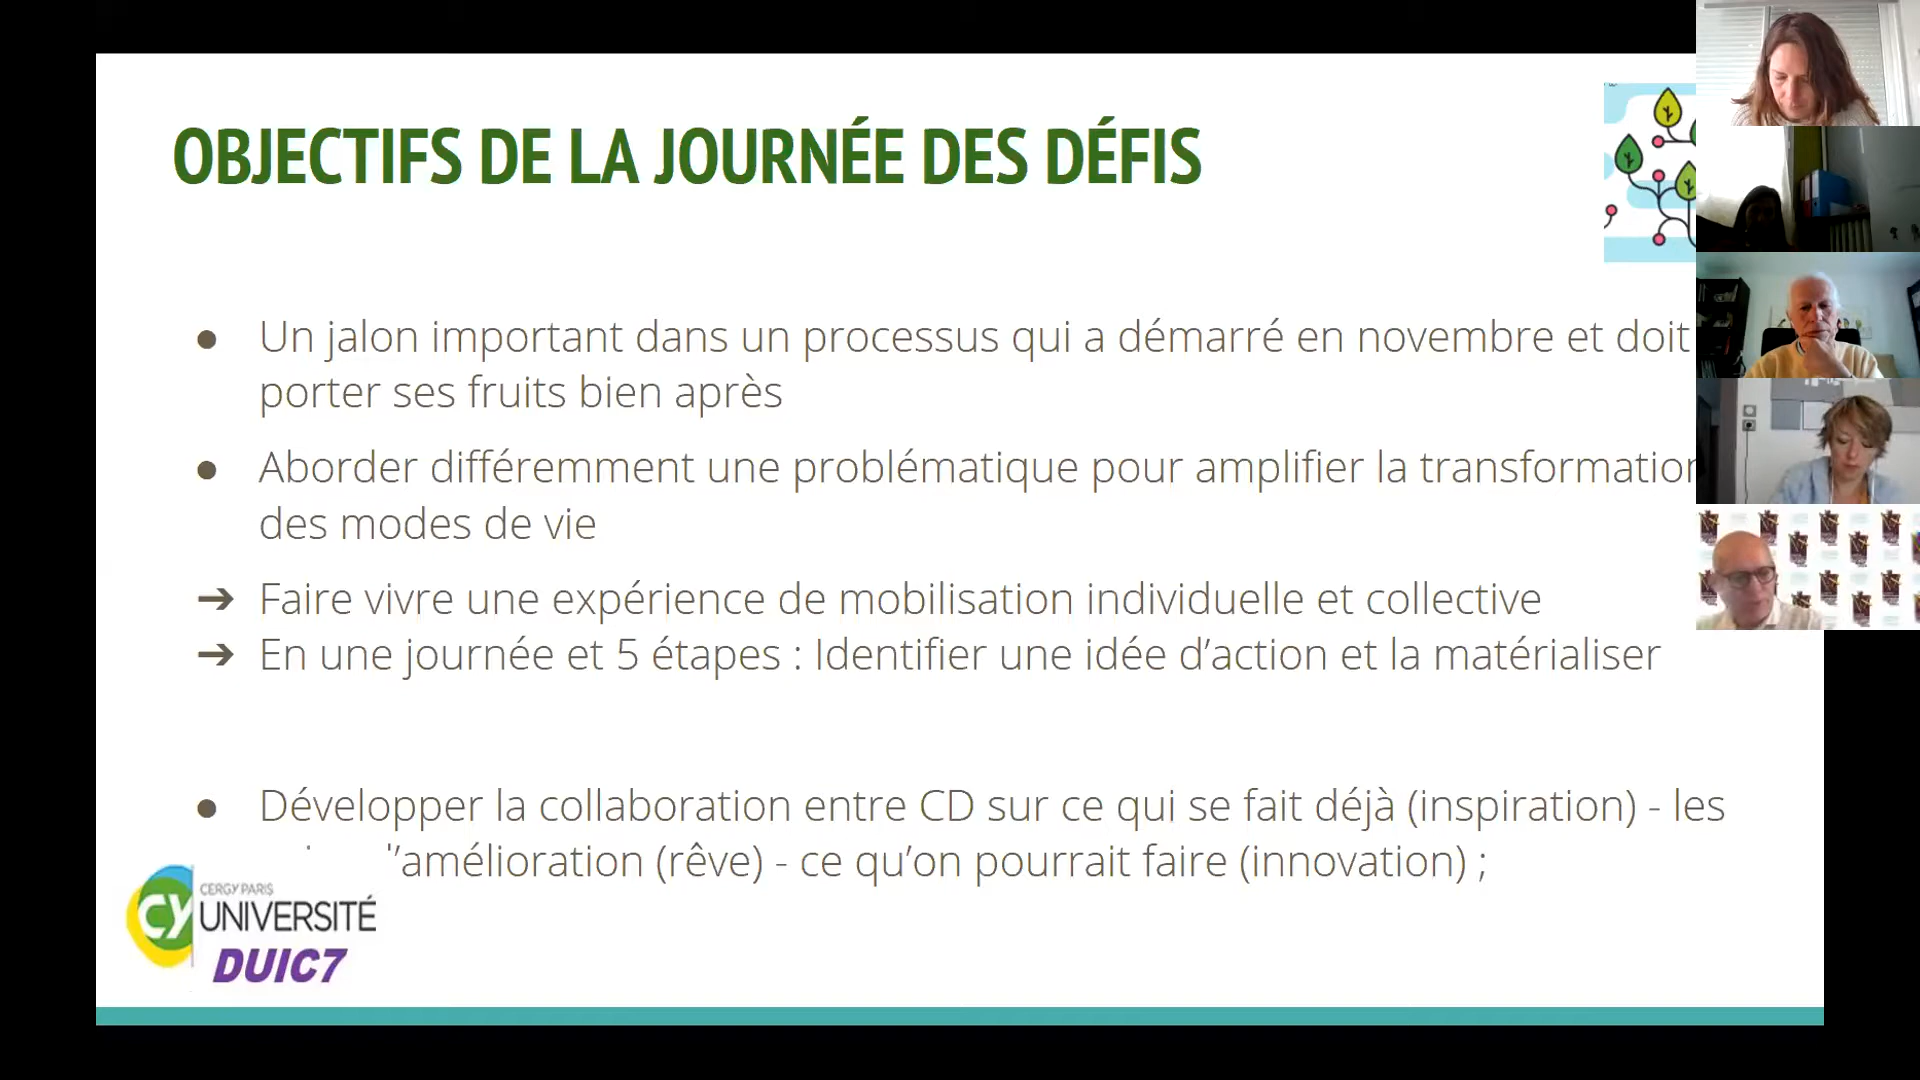 OBJECTIFS DE LA JOURNÉE DES DÉFIS
● Un jalon important dans un processus qui a démarré en novembre et doit
porter ses fruits bien après
● Aborder différemment une problématique pour amplifier la transformation
des modes de vie
➔ Faire vivre une expérience de mobilisation individuelle et collective
➔ En une journée et 5 étapes : Identifier une idée d’action et la matérialiser
● Développer la collaboration entre CD sur ce qui se fait déjà (inspiration) - les
l’amélioration (rêve) - ce qu’on pourrait faire (innovation) ;
CY
CERGY PARIS
UNIVERSITÉ
DUIC7